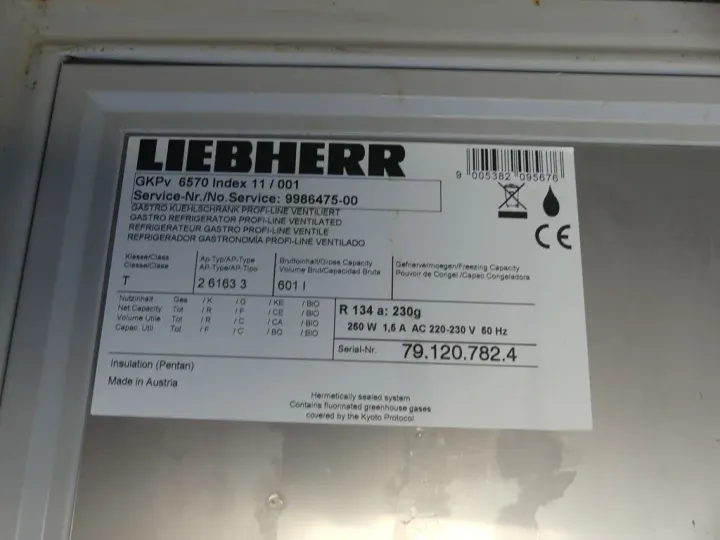 LIEBHERR
GKPv 6570 Index 11 / 001
Service-Nr./No.Service: 9986475-00
9 005382 095676
GASTRO KUEHLSCHRANK PROFI-LINE VENTILIERT
GASTRO REFRIGERATOR PROFI-LINE VENTILATED
REFRIGERATEUR GASTRO PROFI-LINE VENTILE
REFRIGERADOR GASTRONOMIA PROFI-LINE VENTILADO
CE
Klasse/Class
Classe/Clase
T
Ap-Typ/AP-Type
AP-Type/AP-Tipo
2 6163 3
Bruttoinhalt/Gross Capacity
Volume Brut/Capacidad Bruta
601 l
Gefriervermoegen/Freezing Capacity
Pouvoir de Congel./Capac.Congeladora
Nutzinhalt Ges / K / G / KE / BIO
Net Capacity Tot / R / F / CE / BIO
Volume Utile Tot / R / C / CA / BIO
Capac. Util Tot / F / C / BO / BIO
R 134 a: 230g
250 W 1,5 A AC 220-230 V 50 Hz
Serial-Nr. 79.120.782.4
Insulation (Pentan)
Made in Austria
Hermetically sealed system
Contains fluorinated greenhouse gases
covered by the Kyoto Protocol